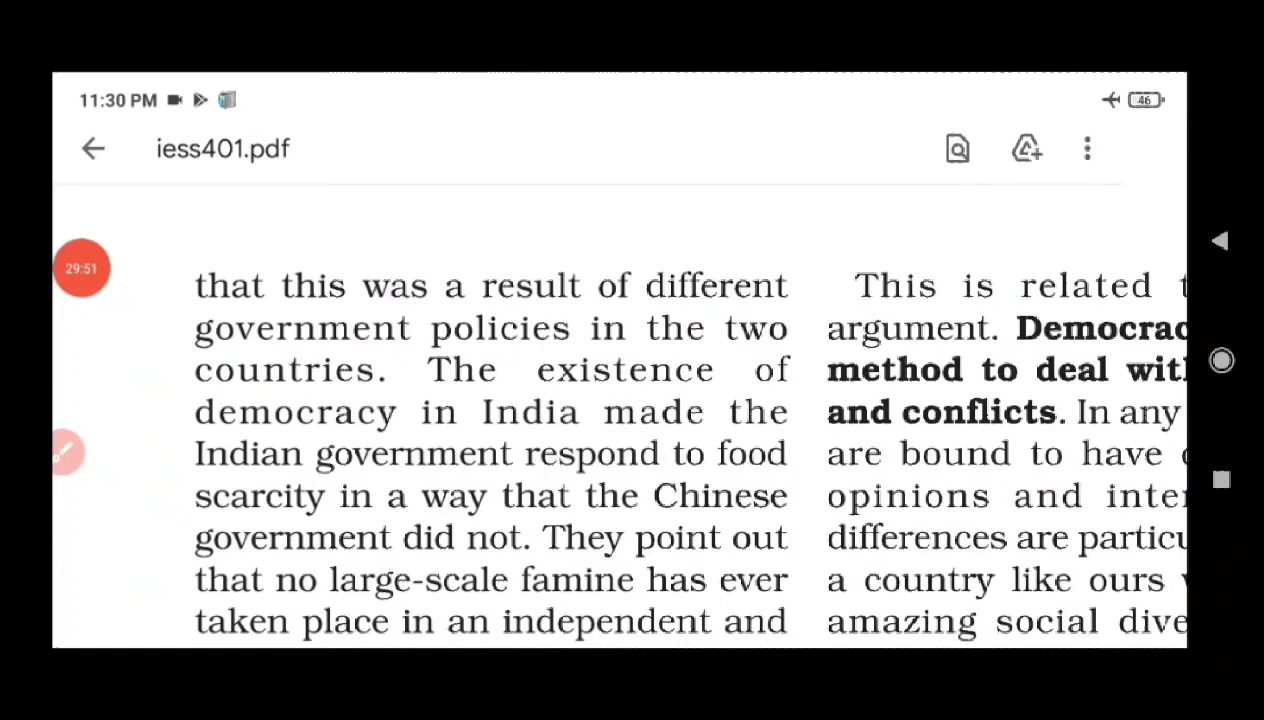 11:30 PM
46
iess401.pdf
29:51
that this was a result of different
government policies in the two
countries. The existence of
democracy in India made the
Indian government respond to food
scarcity in a way that the Chinese
government did not. They point out
that no large-scale famine has ever
taken place in an independent and
This is related
argument. Democrac
method to deal wit
and conflicts. In any
are bound to have
opinions and inte
differences are particu
a country like ours
amazing social dive